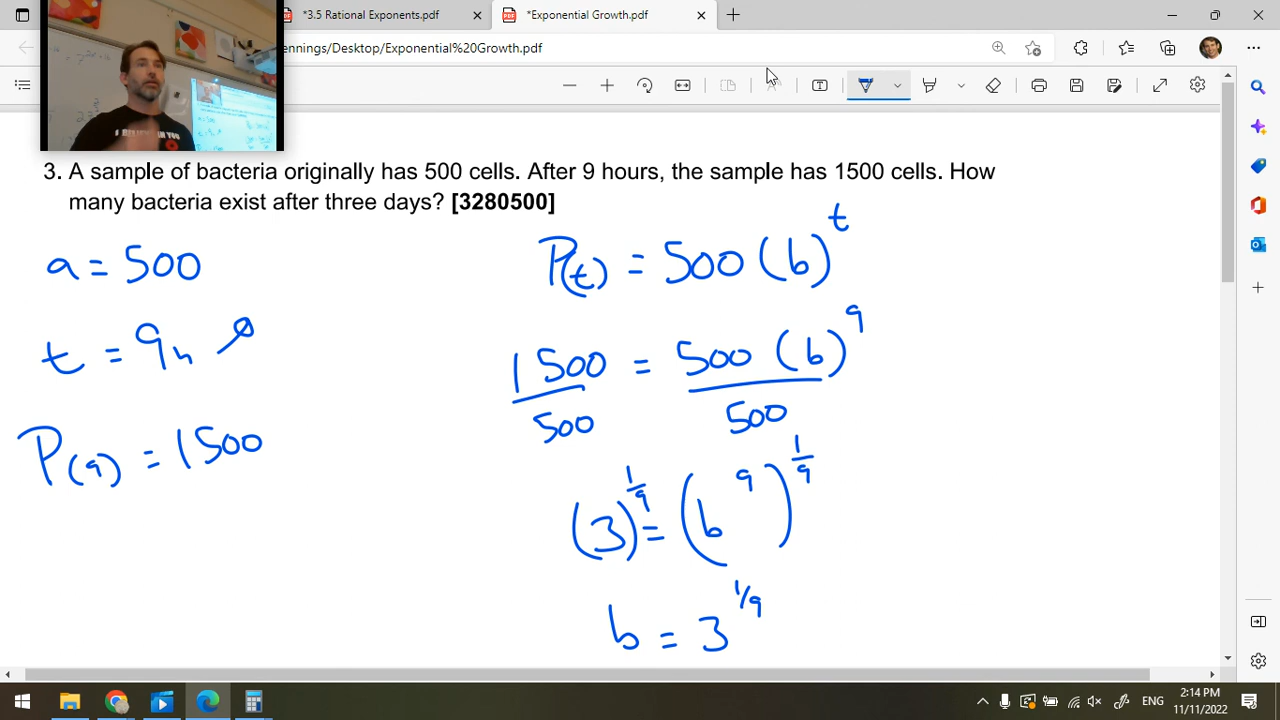 *3.5 Rational Exponents.pdf
*Exponential Growth.pdf
ennings/Desktop/Exponential%20Growth.pdf
I BELIEVE IN YOU
3. A sample of bacteria originally has 500 cells. After 9 hours, the sample has 1500 cells. How
many bacteria exist after three days? [3280500]
a = 500
t = 9h
P(9) = 1500
P(t) = 500 (b)^t
1500 = 500 (b)^9
500 500
(3)^1/9 = (b^9)^1/9
b = 3^1/9
ENG
2:14 PM
11/11/2022